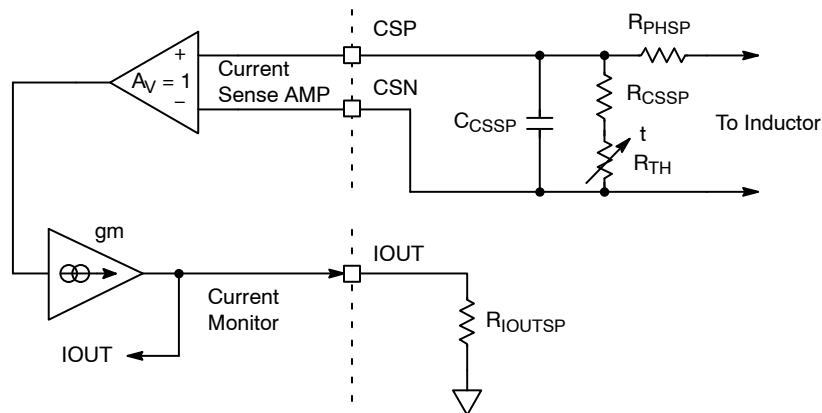 CSP
R_PHSP
+
A_V = 1
−
Current
Sense AMP
CSN
C_CSSP
R_CSSP
t
R_TH
To Inductor
gm
IOUT
Current
Monitor
IOUT
R_IOUTSP